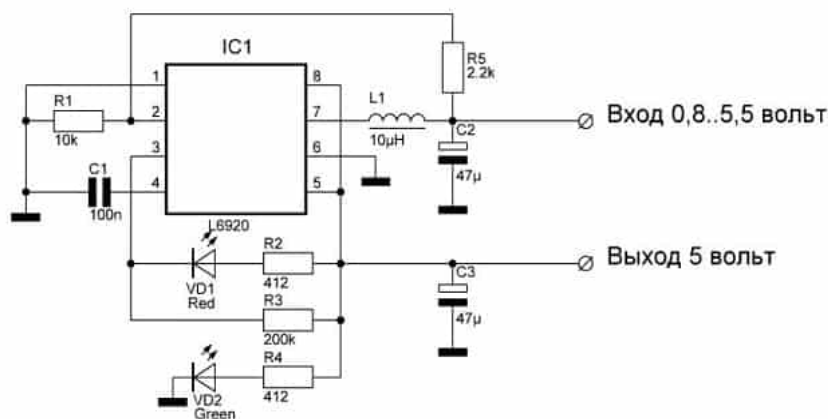 IC1
R5
2.2k
1
8
R1
10k
2
7
L1
10µH
Вход 0,8..5,5 вольт
C2
47µ
3
6
C1
100n
4
5
L6920
R2
412
VD1
Red
Выход 5 вольт
C3
47µ
R3
200k
R4
412
VD2
Green